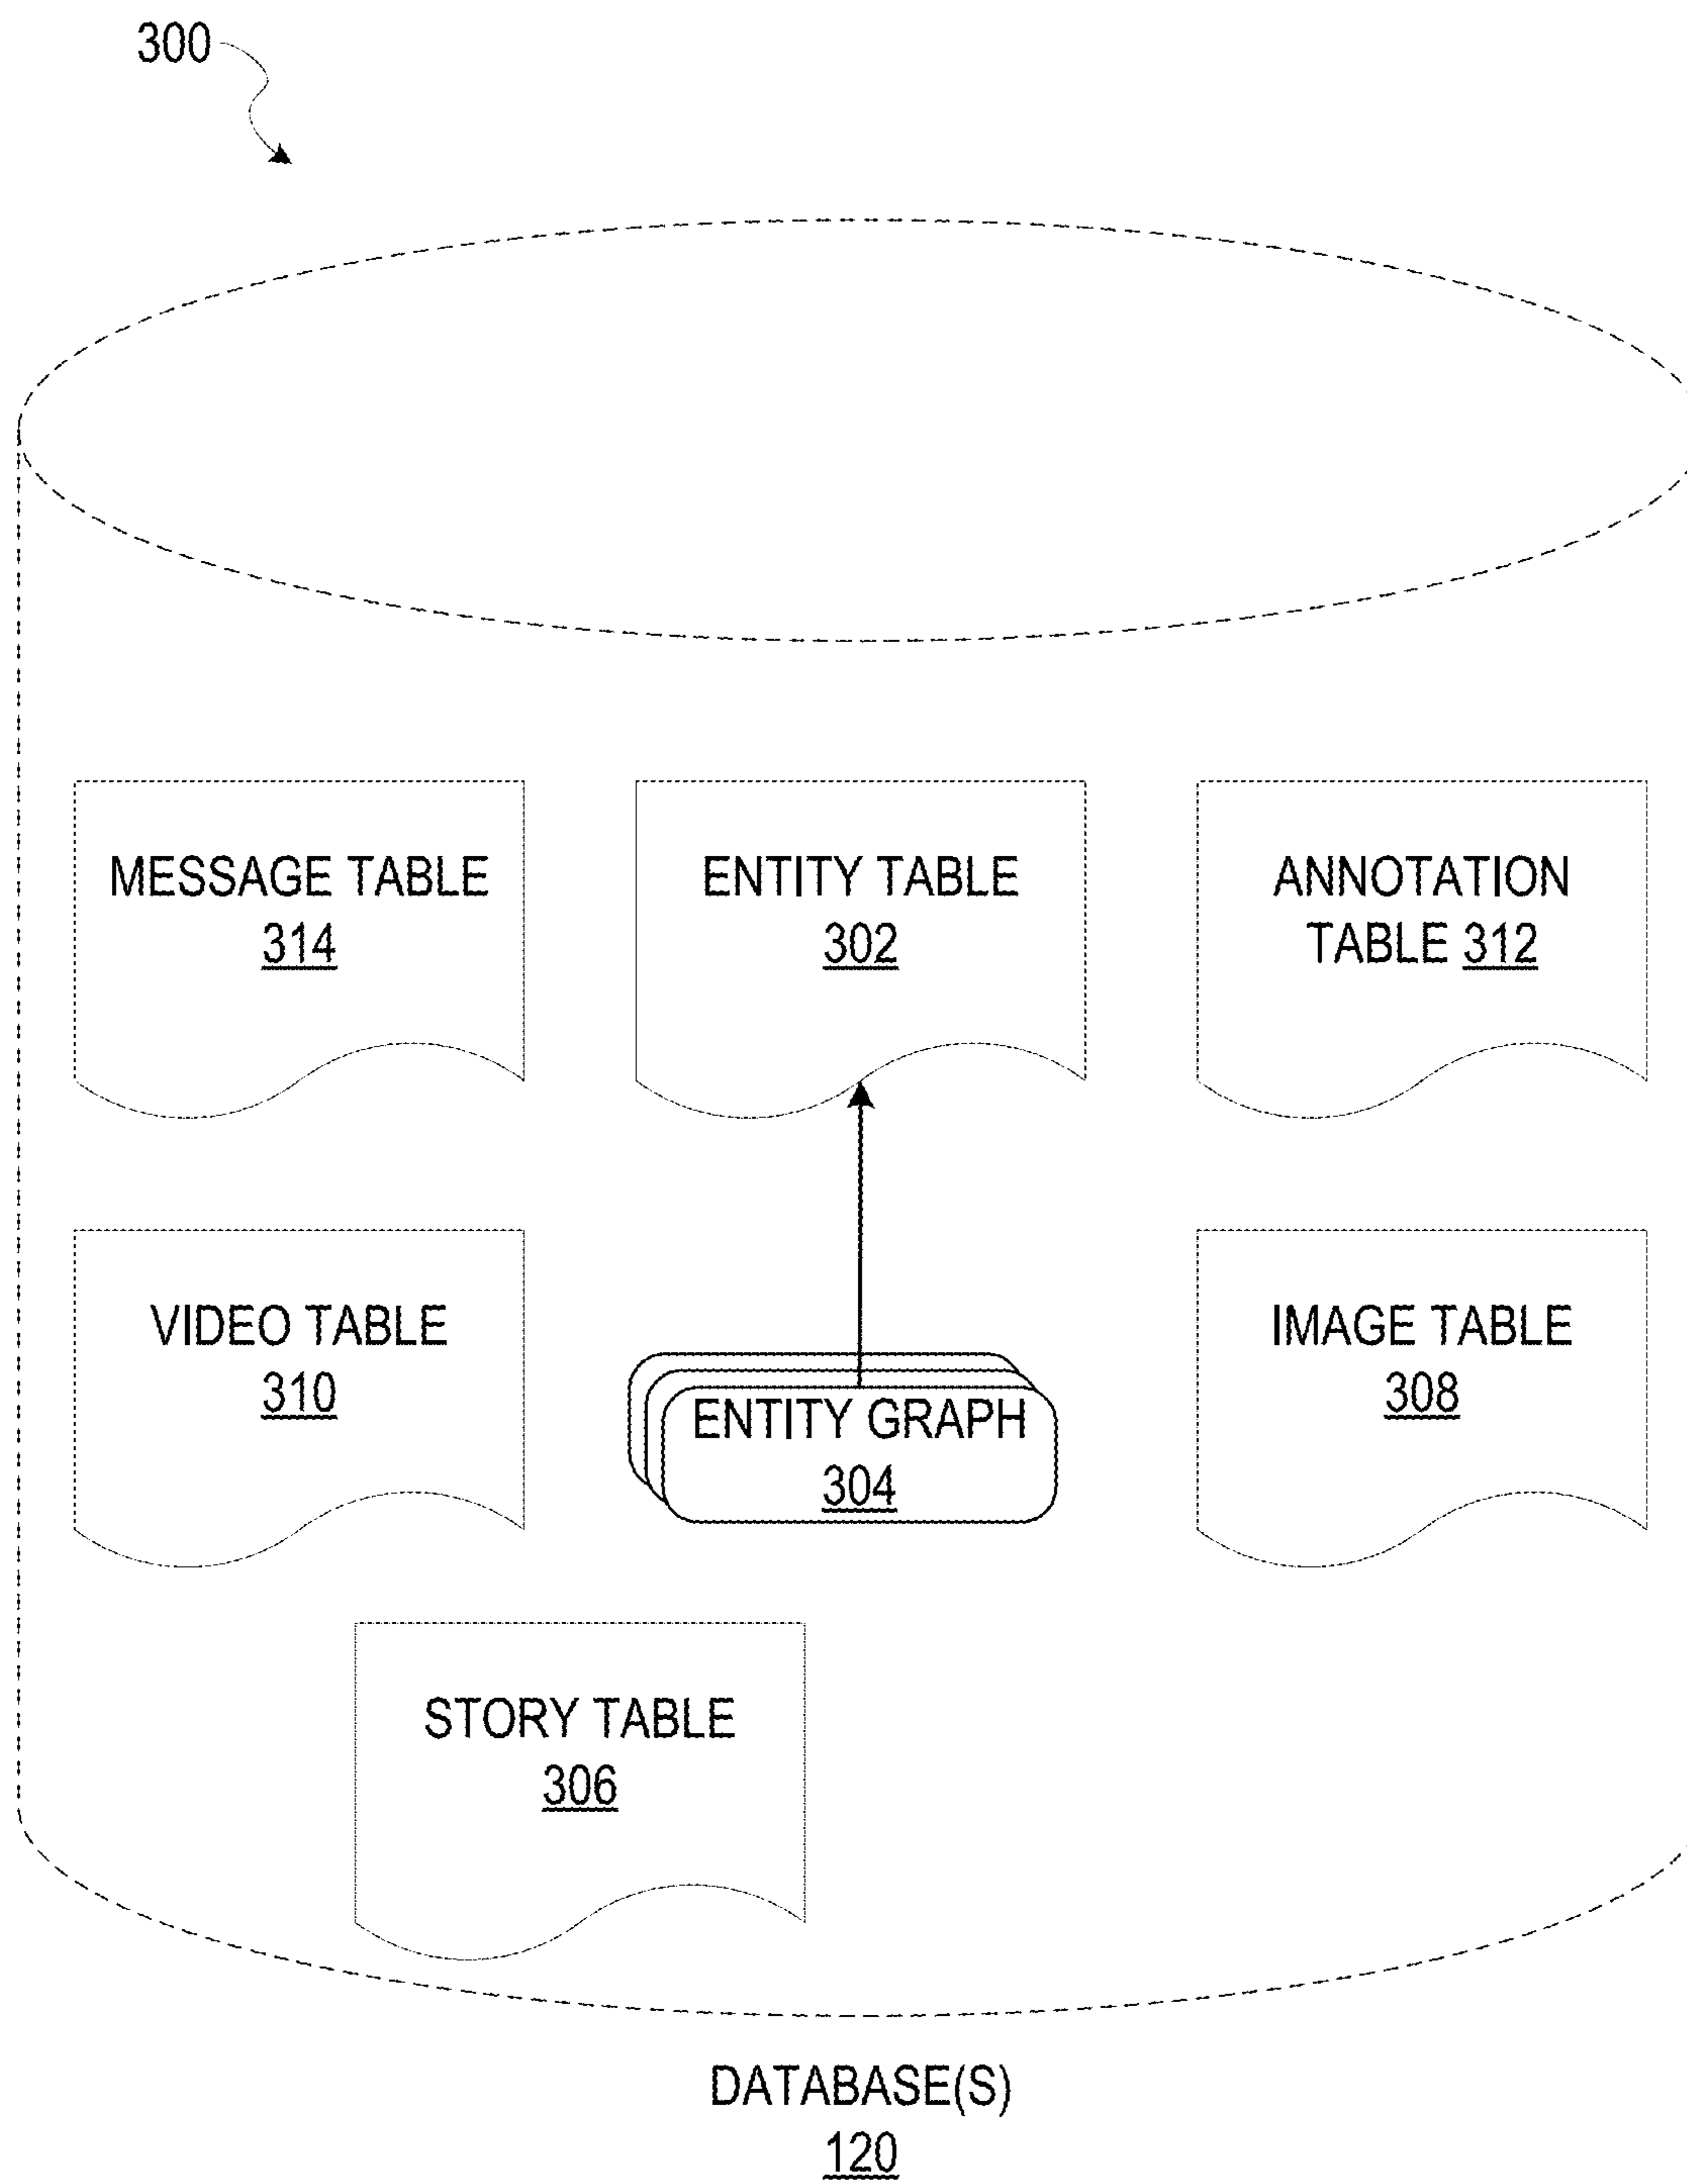 300
MESSAGE TABLE
314
ENTITY TABLE
302
ANNOTATION
TABLE 312
VIDEO TABLE
310
ENTITY GRAPH
304
IMAGE TABLE
308
STORY TABLE
306
DATABASE(S)
120